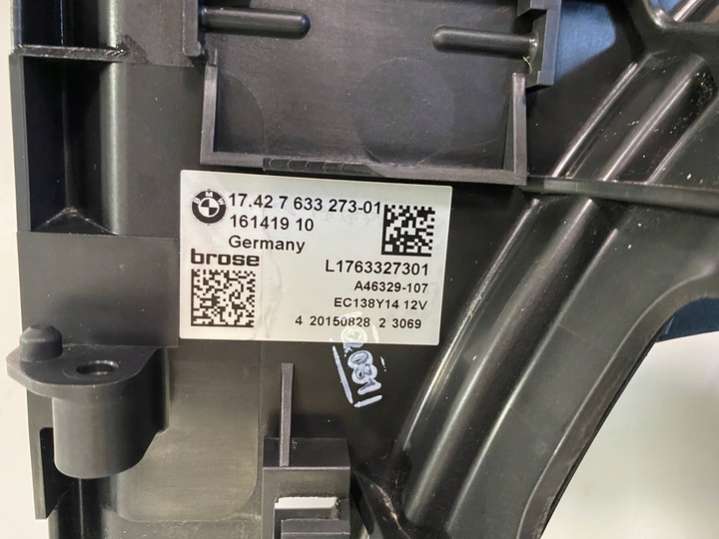 BMW
17.42 7 633 273-01
161419 10
Germany
brose
L1763327301
A46329-107
EC138Y14 12V
4 20150828 2 3069